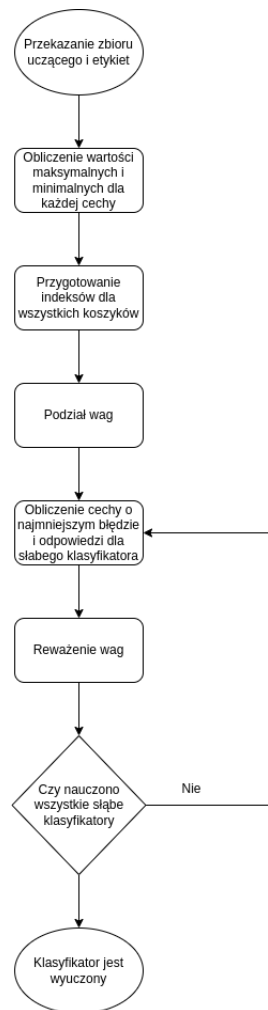 Przekazanie zbioru
uczącego i etykiet
Obliczenie wartości
maksymalnych i
minimalnych dla
każdej cechy
Przygotowanie
indeksów dla
wszystkich koszyków
Podział wag
Obliczenie cechy o
najmniejszym błędzie
i odpowiedzi dla
słabego klasyfikatora
Reważenie wag
Czy nauczono
wszystkie słąbe
klasyfikatory
Nie
Klasyfikator jest
wyuczony